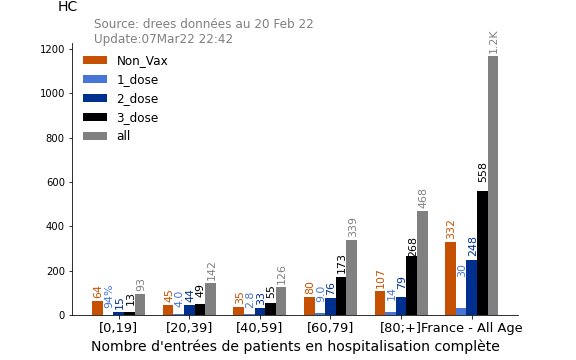 HC
Source: drees données au 20 Feb 22
Update:07Mar22 22:42
Non_Vax
1_dose
2_dose
3_dose
all
1200
1000
800
600
400
200
0
64 94% 15 13 93
45 4.0 44 49 142
35 2.8 33 55 126
80 9.0 76 173 339
107 14 79 268 468
332 30 248 558 1.2K
[0,19] [20,39] [40,59] [60,79] [80;+] France - All Age
Nombre d'entrées de patients en hospitalisation complète